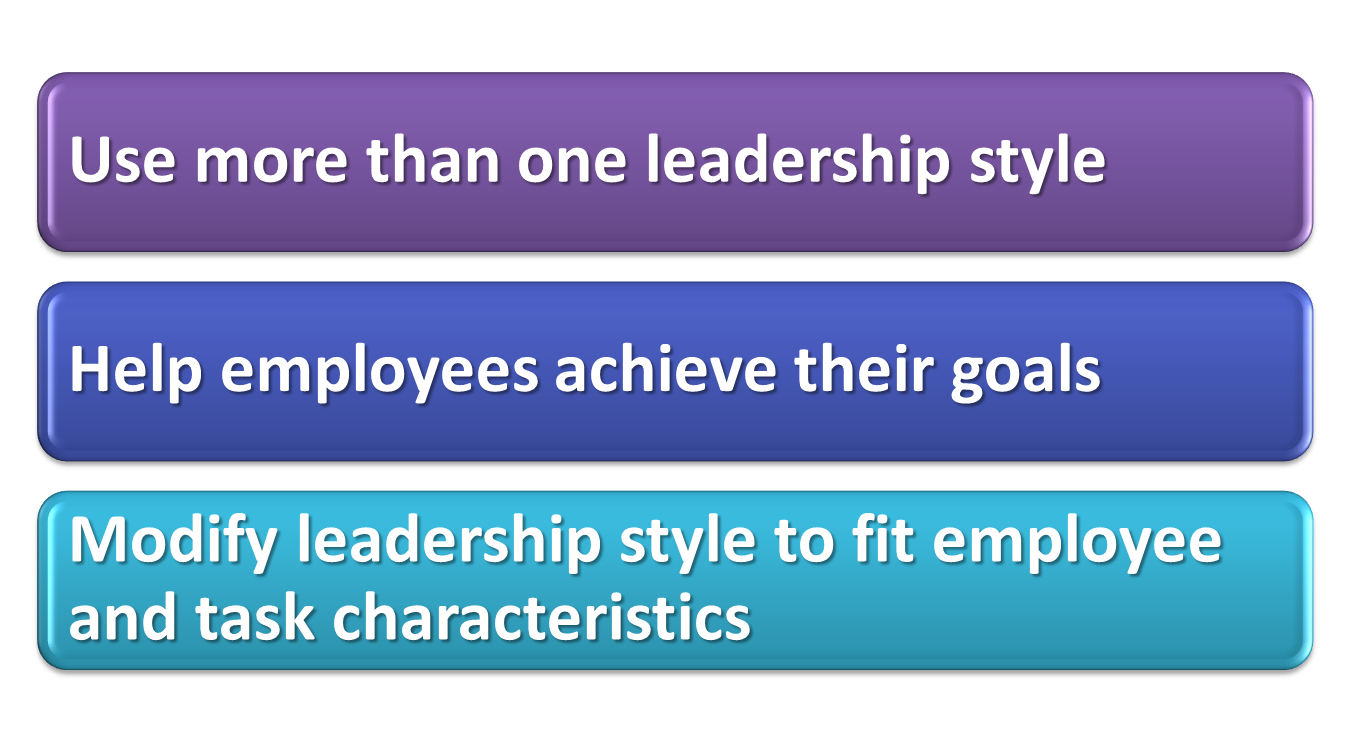 Use more than one leadership style
Help employees achieve their goals
Modify leadership style to fit employee
and task characteristics